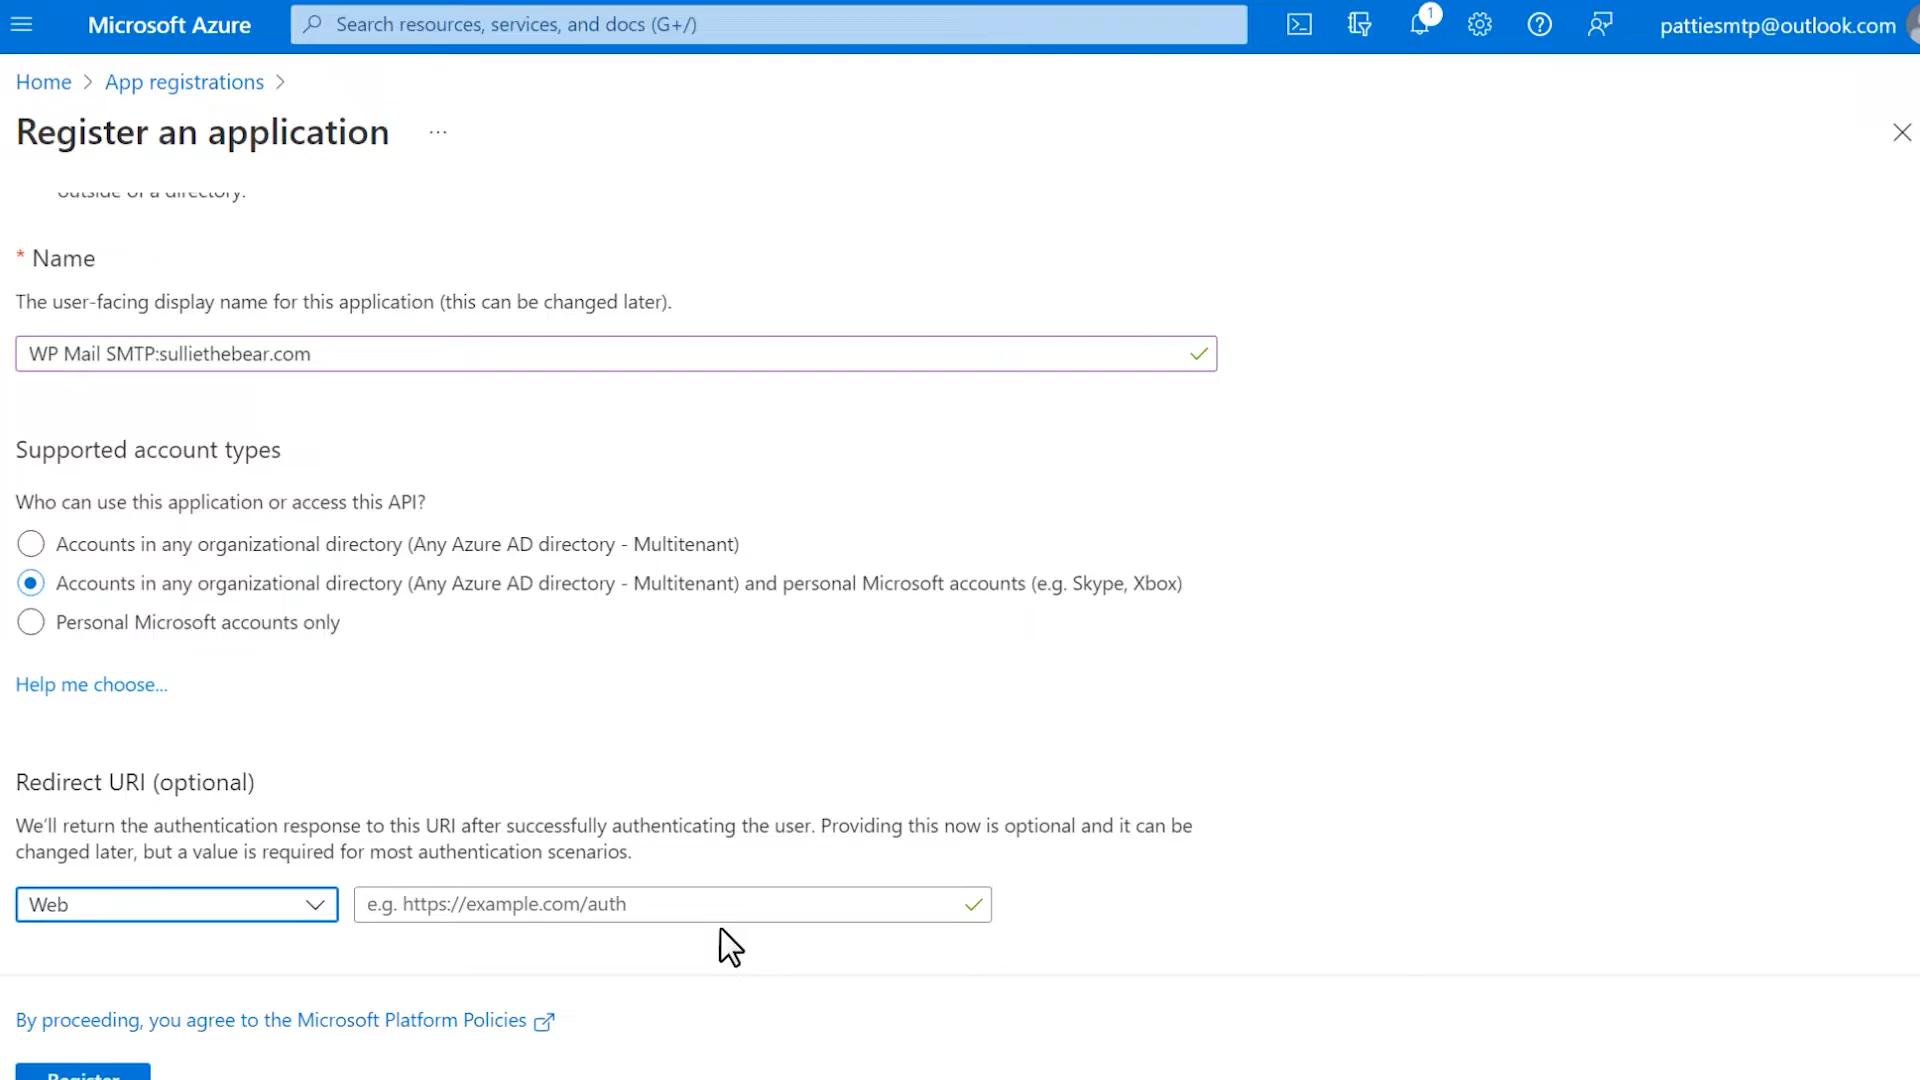 Microsoft Azure
Search resources, services, and docs (G+/)
1
pattiesmtp@outlook.com
Home > App registrations >
Register an application ...
outside of a directory.
* Name
The user-facing display name for this application (this can be changed later).
WP Mail SMTP:sulliethebear.com
Supported account types
Who can use this application or access this API?
Accounts in any organizational directory (Any Azure AD directory - Multitenant)
Accounts in any organizational directory (Any Azure AD directory - Multitenant) and personal Microsoft accounts (e.g. Skype, Xbox)
Personal Microsoft accounts only
Help me choose...
Redirect URI (optional)
We'll return the authentication response to this URI after successfully authenticating the user. Providing this now is optional and it can be
changed later, but a value is required for most authentication scenarios.
Web
e.g. https://example.com/auth
By proceeding, you agree to the Microsoft Platform Policies
Register